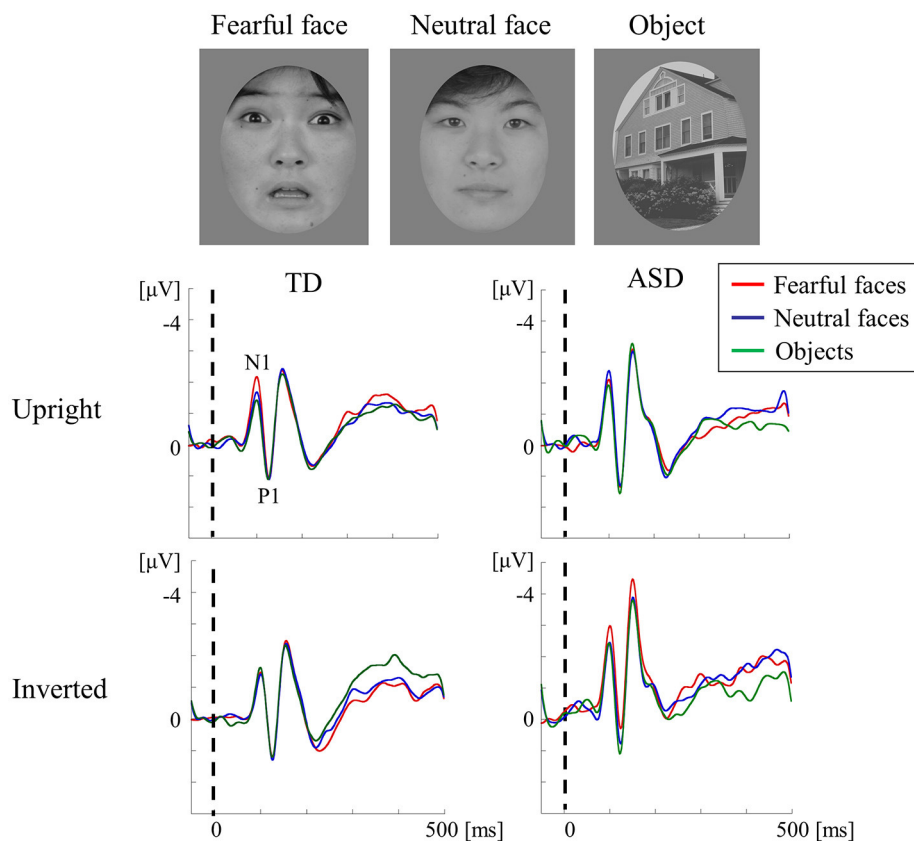 Fearful face Neutral face Object
[μV] TD [μV] ASD
Fearful faces
Neutral faces
Objects
-4 -4
N1
Upright
0 0
P1
[μV] [μV]
-4 -4
Inverted
0 0
0 500 [ms] 0 500 [ms]